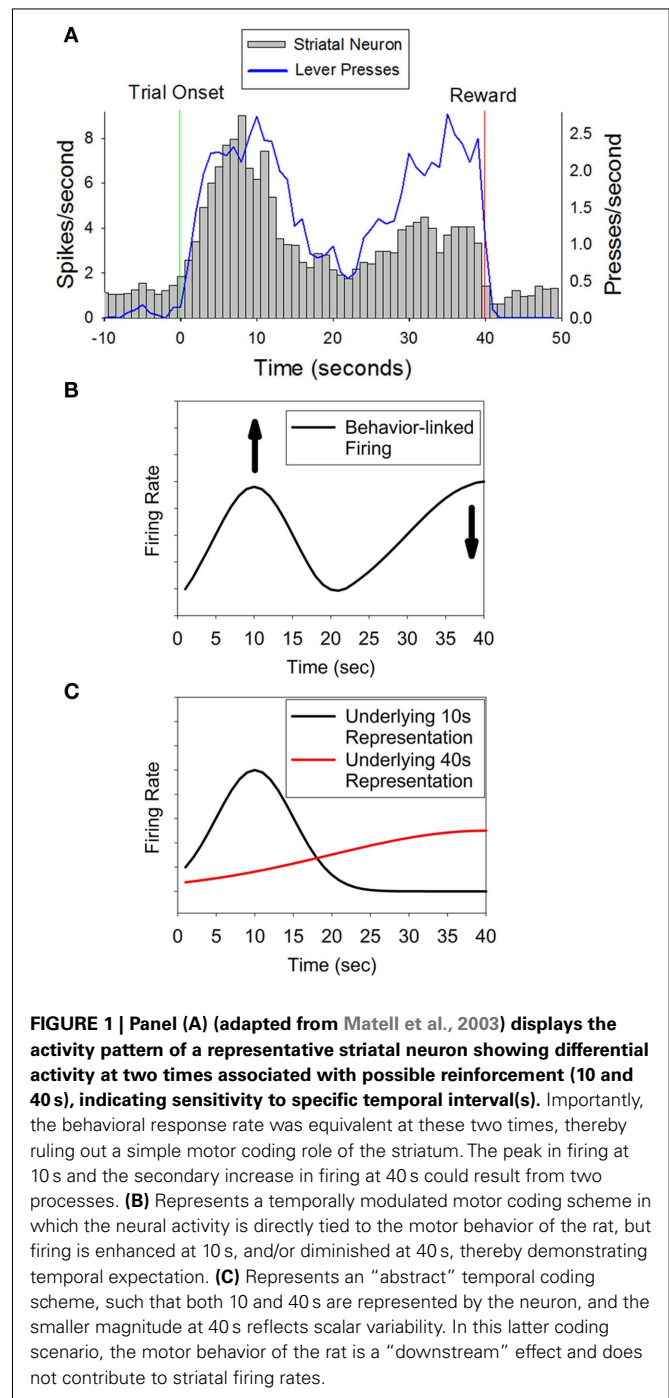 A
Striatal Neuron
Lever Presses
Trial Onset
Reward
Spikes/second
8
6
4
2
0
Presses/second
2.5
2.0
1.5
1.0
0.5
0.0
-10 0 10 20 30 40 50
Time (seconds)
B
Behavior-linked
Firing
Firing Rate
0 5 10 15 20 25 30 35 40
Time (sec)
C
Underlying 10s
Representation
Underlying 40s
Representation
Firing Rate
0 5 10 15 20 25 30 35 40
Time (sec)
FIGURE 1 | Panel (A) (adapted from Matell et al., 2003) displays the
activity pattern of a representative striatal neuron showing differential
activity at two times associated with possible reinforcement (10 and
40 s), indicating sensitivity to specific temporal interval(s). Importantly,
the behavioral response rate was equivalent at these two times, thereby
ruling out a simple motor coding role of the striatum. The peak in firing at
10 s and the secondary increase in firing at 40 s could result from two
processes. (B) Represents a temporally modulated motor coding scheme in
which the neural activity is directly tied to the motor behavior of the rat, but
firing is enhanced at 10 s, and/or diminished at 40 s, thereby demonstrating
temporal expectation. (C) Represents an “abstract” temporal coding
scheme, such that both 10 and 40 s are represented by the neuron, and the
smaller magnitude at 40 s reflects scalar variability. In this latter coding
scenario, the motor behavior of the rat is a “downstream” effect and does
not contribute to striatal firing rates.